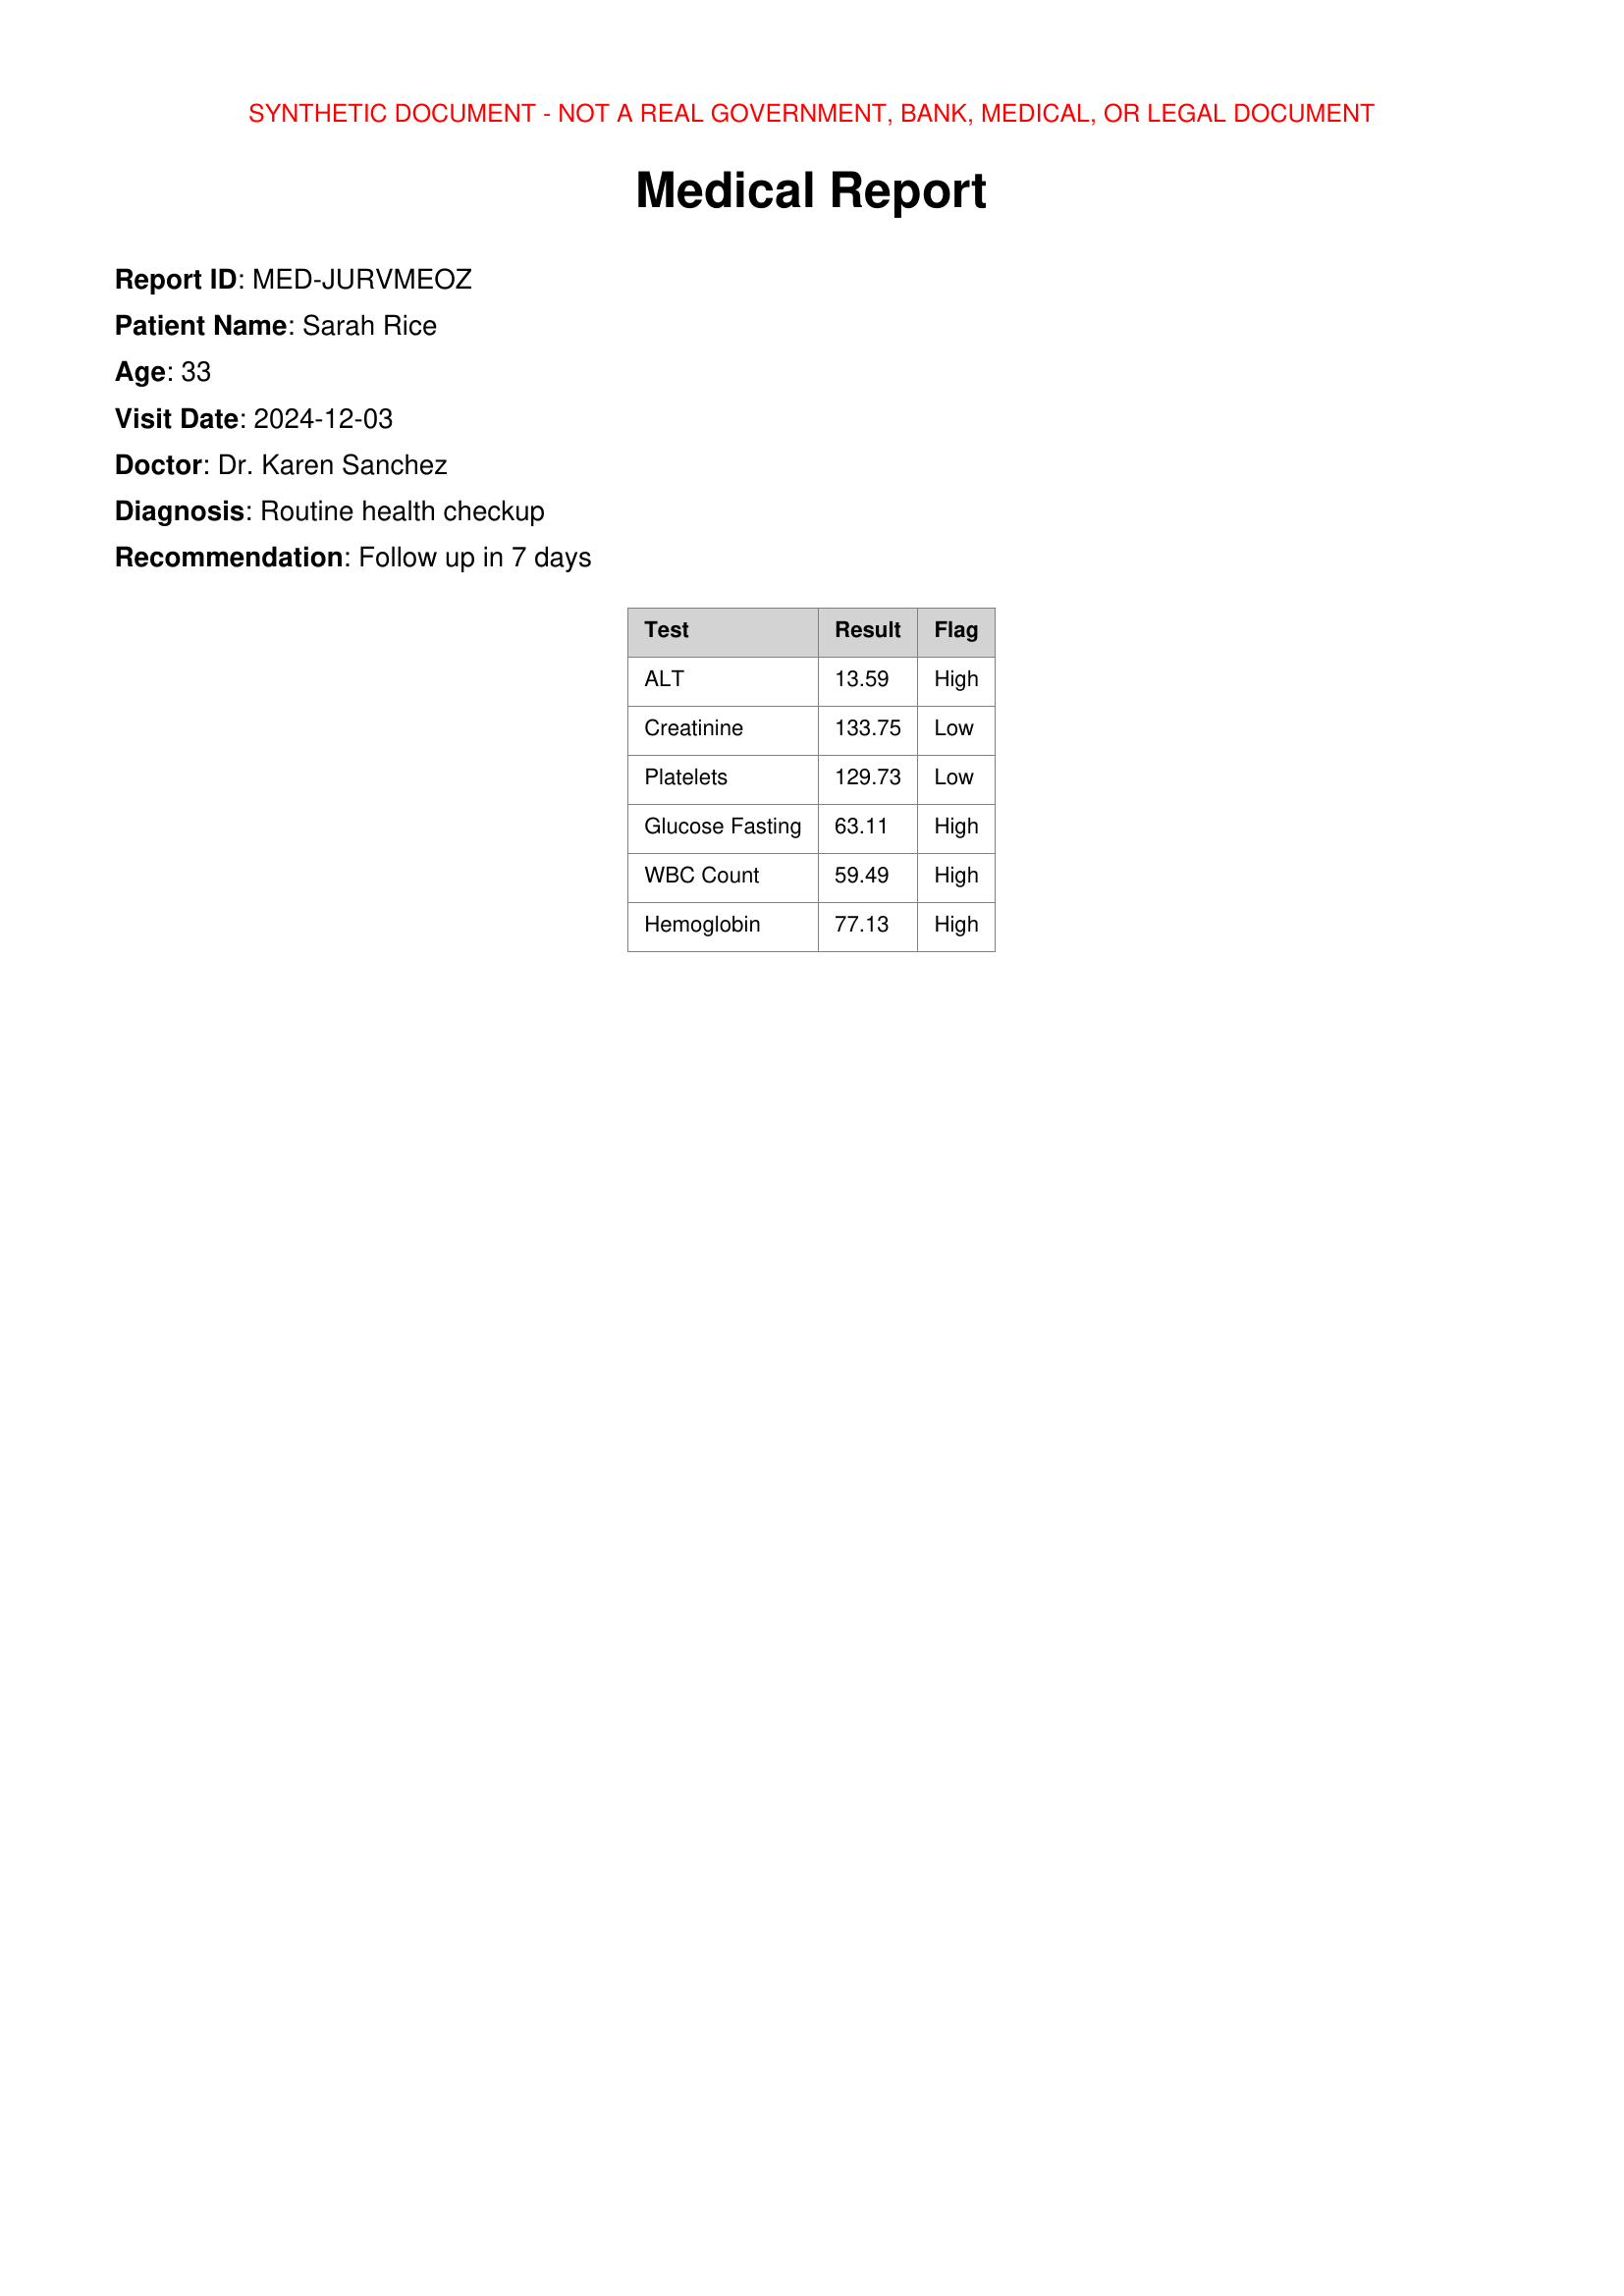 SYNTHETIC DOCUMENT - NOT A REAL GOVERNMENT, BANK, MEDICAL, OR LEGAL DOCUMENT
Medical Report
Report ID: MED-JURVMEOZ
Patient Name: Sarah Rice
Age: 33
Visit Date: 2024-12-03
Doctor: Dr. Karen Sanchez
Diagnosis: Routine health checkup
Recommendation: Follow up in 7 days
Test Result Flag
ALT 13.59 High
Creatinine 133.75 Low
Platelets 129.73 Low
Glucose Fasting 63.11 High
WBC Count 59.49 High
Hemoglobin 77.13 High